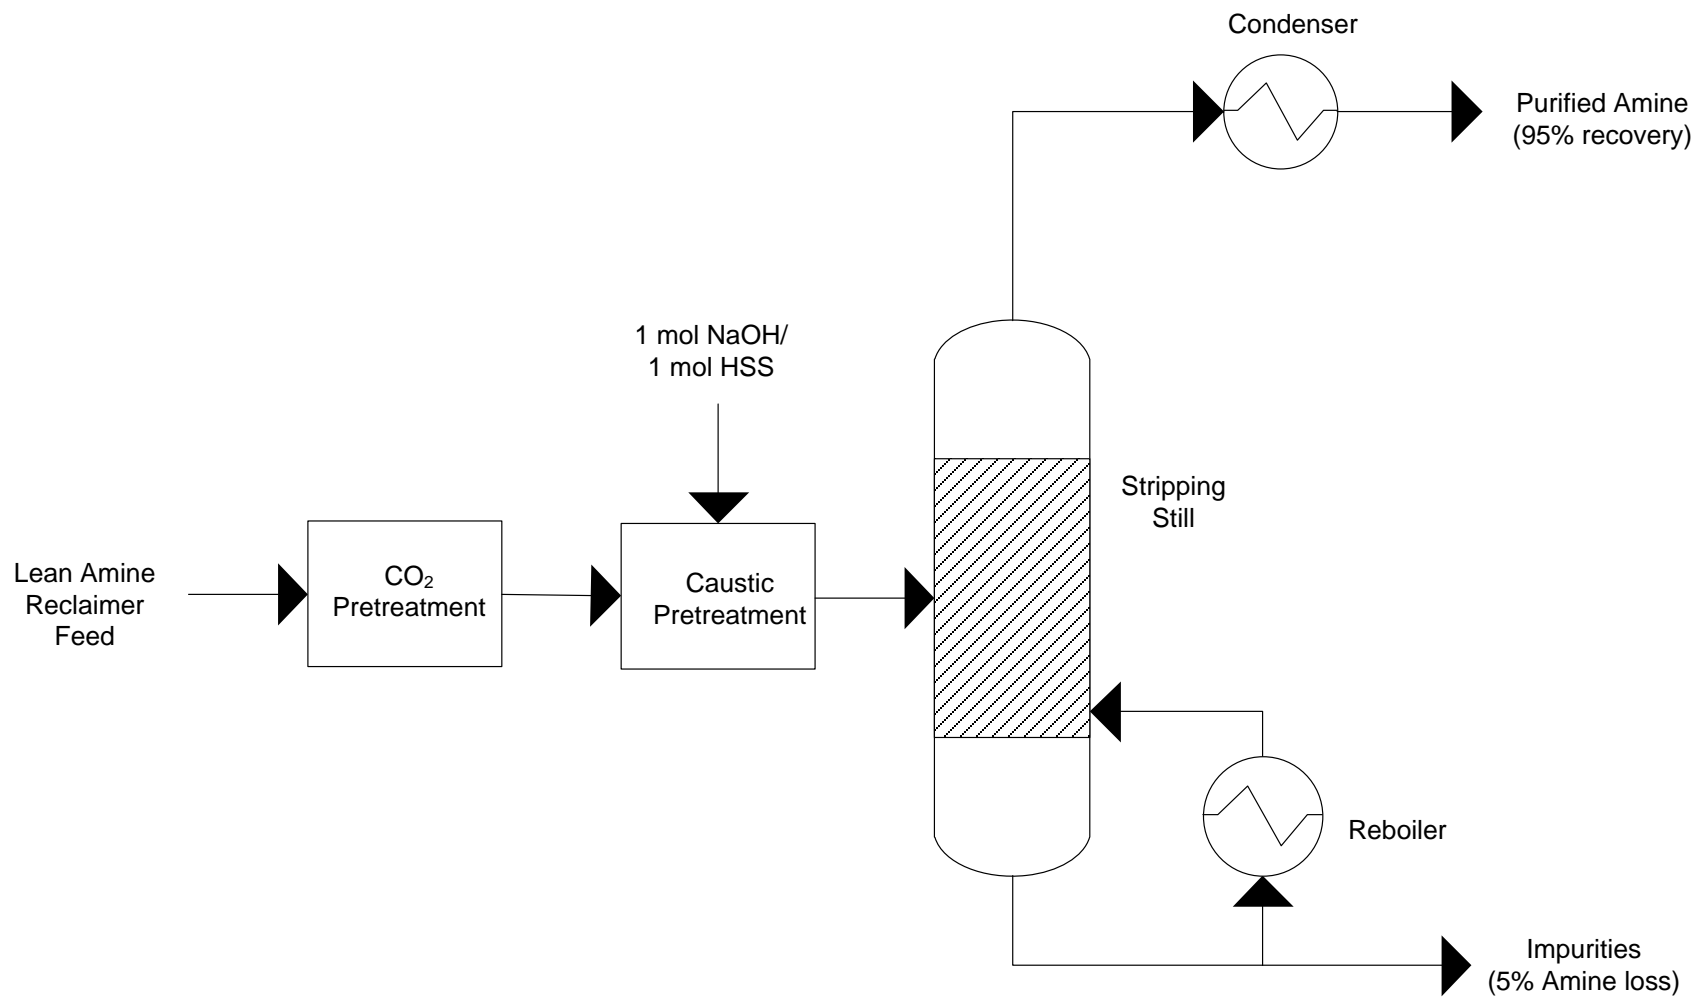 Condenser
Purified Amine
(95% recovery)
1 mol NaOH/
1 mol HSS
Stripping
Still
Lean Amine
Reclaimer
Feed
CO₂
Pretreatment
Caustic
Pretreatment
Reboiler
Impurities
(5% Amine loss)